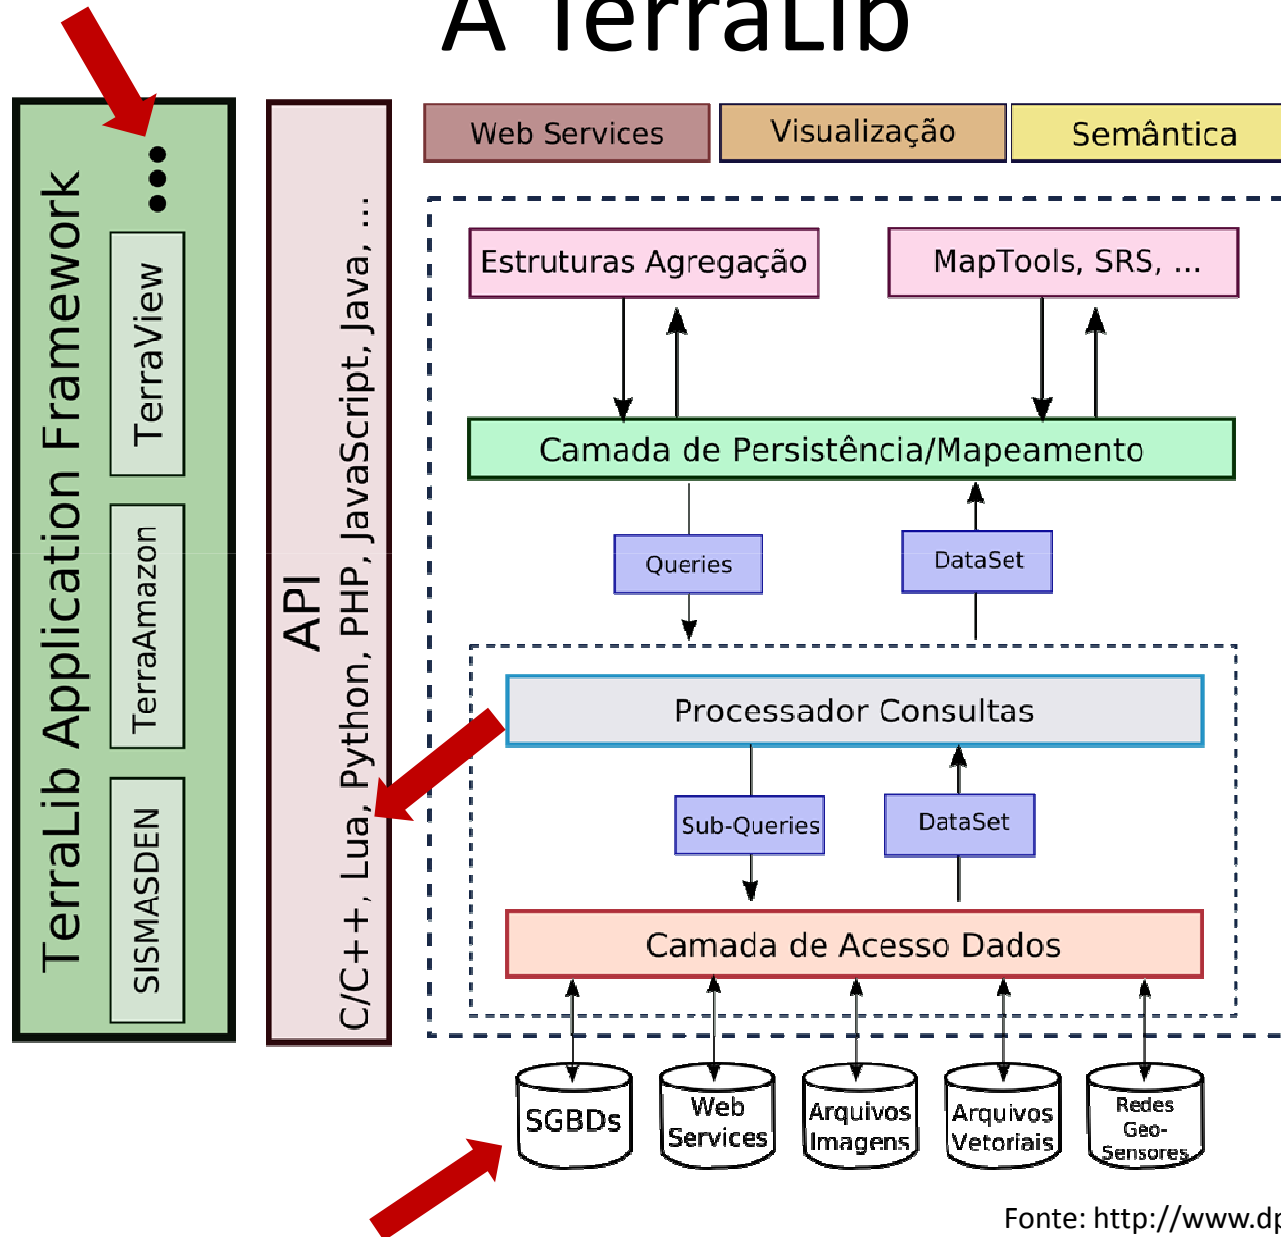 A TerraLib
TerraLib Application Framework
TerraView
TerraAmazon
SISMASDEN
API
C/C++, Lua, Python, PHP, JavaScript, Java, ...
Web Services
Visualização
Semântica
Estruturas Agregação
MapTools, SRS, ...
Camada de Persistência/Mapeamento
Queries
DataSet
Processador Consultas
Sub-Queries
DataSet
Camada de Acesso Dados
SGBDs
Web
Services
Arquivos
Imagens
Arquivos
Vetoriais
Redes
Geo-
Sensores
Fonte: http://www.dp